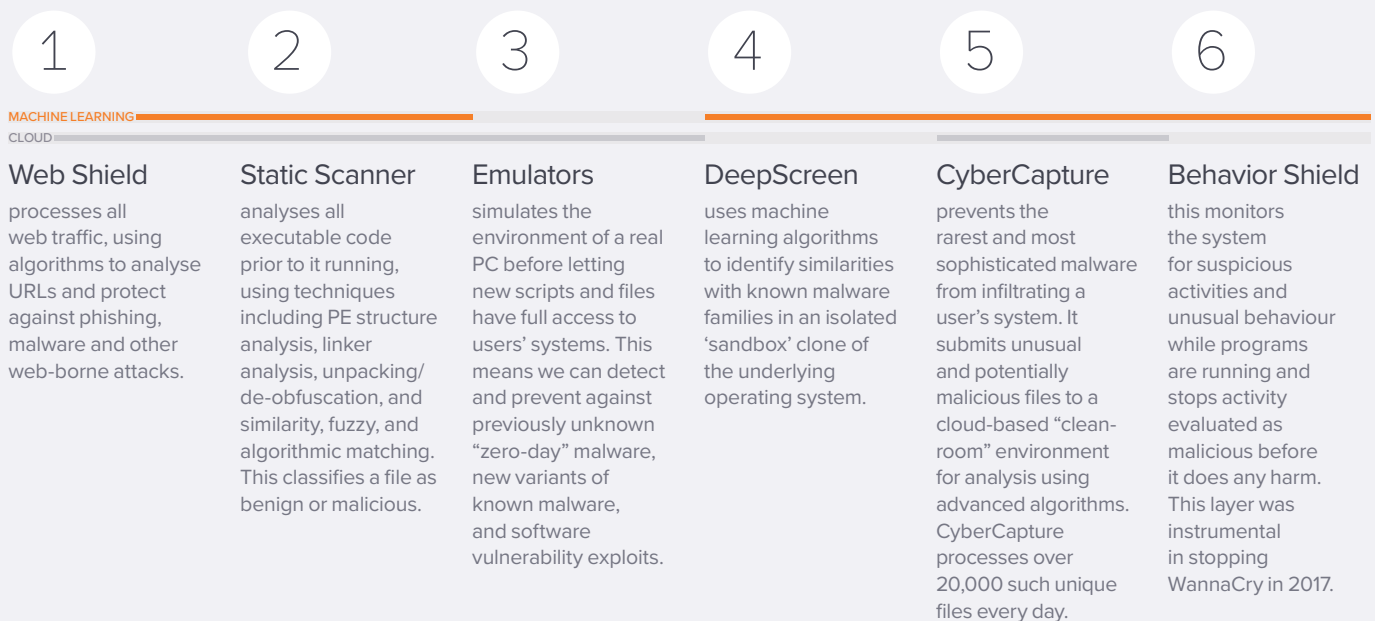 1
2
3
4
5
6
MACHINE LEARNING
CLOUD
Web Shield
processes all
web traffic, using
algorithms to analyse
URLs and protect
against phishing,
malware and other
web-borne attacks.
Static Scanner
analyses all
executable code
prior to it running,
using techniques
including PE structure
analysis, linker
analysis, unpacking/
de-obfuscation, and
similarity, fuzzy, and
algorithmic matching.
This classifies a file as
benign or malicious.
Emulators
simulates the
environment of a real
PC before letting
new scripts and files
have full access to
users’ systems. This
means we can detect
and prevent against
previously unknown
“zero-day” malware,
new variants of
known malware,
and software
vulnerability exploits.
DeepScreen
uses machine
learning algorithms
to identify similarities
with known malware
families in an isolated
‘sandbox’ clone of
the underlying
operating system.
CyberCapture
prevents the
rarest and most
sophisticated malware
from infiltrating a
user’s system. It
submits unusual
and potentially
malicious files to a
cloud-based “clean-
room” environment
for analysis using
advanced algorithms.
CyberCapture
processes over
20,000 such unique
files every day.
Behavior Shield
this monitors
the system
for suspicious
activities and
unusual behaviour
while programs
are running and
stops activity
evaluated as
malicious before
it does any harm.
This layer was
instrumental
in stopping
WannaCry in 2017.